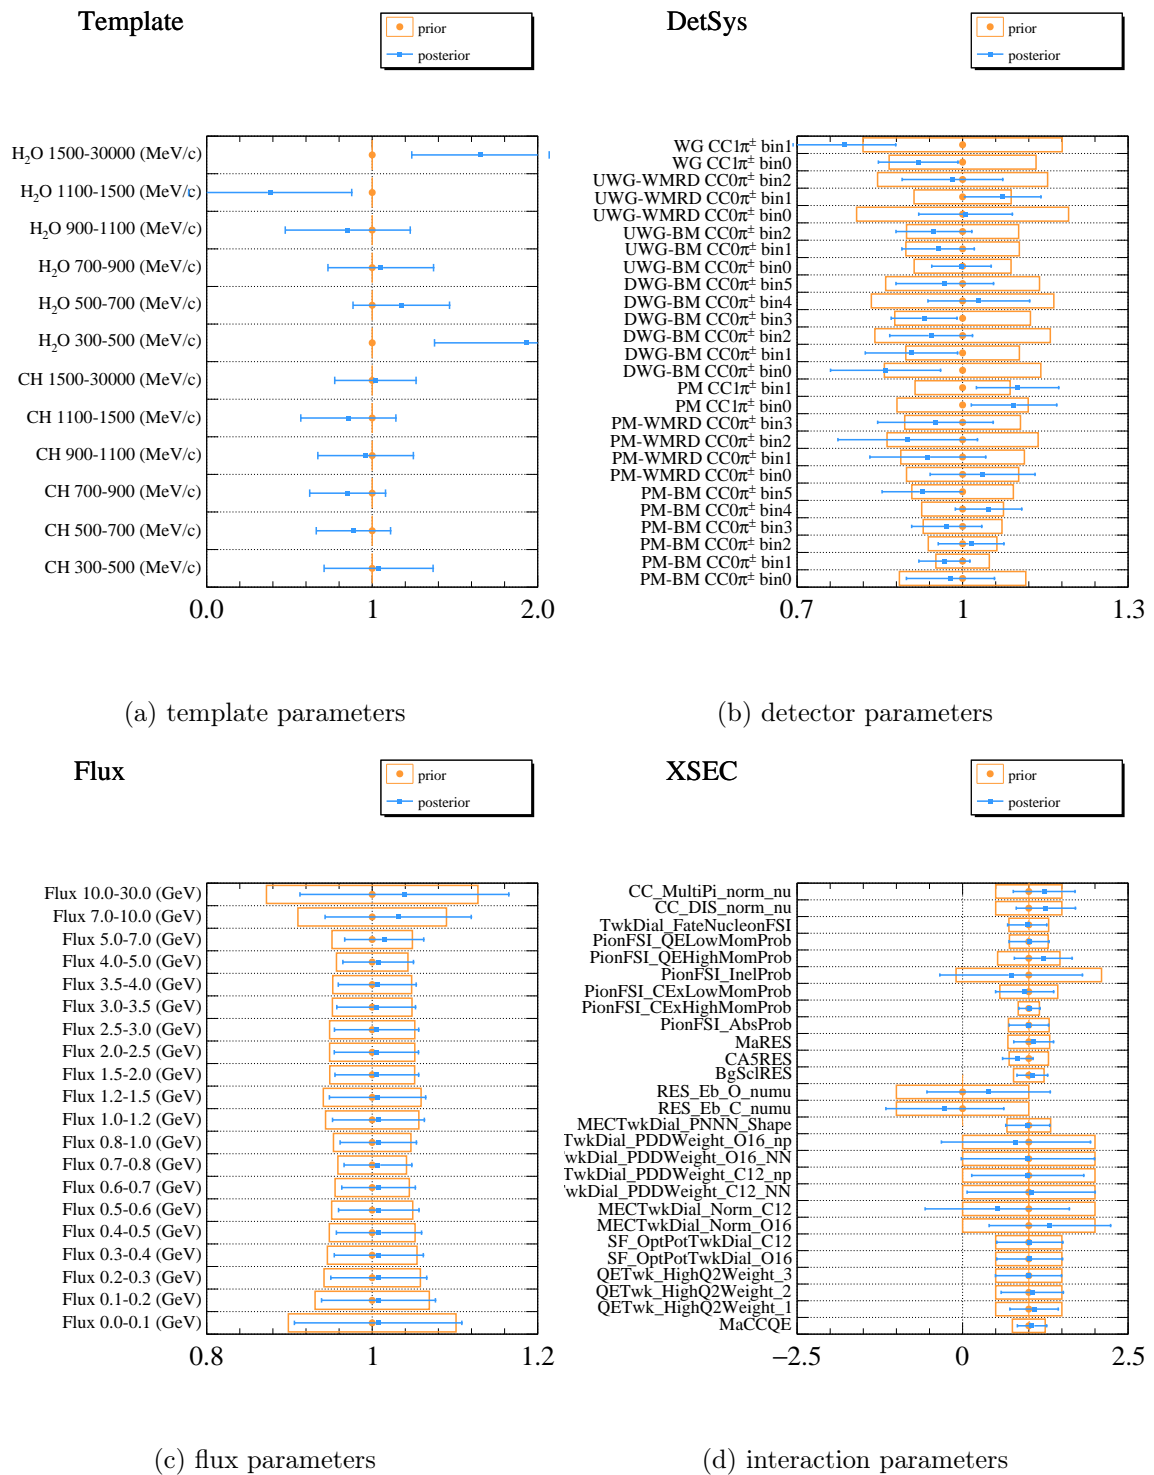 Template
prior
posterior
H₂O 1500-30000 (MeV/c)
H₂O 1100-1500 (MeV/c)
H₂O 900-1100 (MeV/c)
H₂O 700-900 (MeV/c)
H₂O 500-700 (MeV/c)
H₂O 300-500 (MeV/c)
CH 1500-30000 (MeV/c)
CH 1100-1500 (MeV/c)
CH 900-1100 (MeV/c)
CH 700-900 (MeV/c)
CH 500-700 (MeV/c)
CH 300-500 (MeV/c)
0.0 1 2.0
(a) template parameters
DetSys
prior
posterior
WG CC1π± bin1
WG CC1π± bin0
UWG-WMRD CC0π± bin2
UWG-WMRD CC0π± bin1
UWG-WMRD CC0π± bin0
UWG-BM CC0π± bin2
UWG-BM CC0π± bin1
UWG-BM CC0π± bin0
DWG-BM CC0π± bin5
DWG-BM CC0π± bin4
DWG-BM CC0π± bin3
DWG-BM CC0π± bin2
DWG-BM CC0π± bin1
DWG-BM CC0π± bin0
PM CC1π± bin1
PM CC1π± bin0
PM-WMRD CC0π± bin3
PM-WMRD CC0π± bin2
PM-WMRD CC0π± bin1
PM-WMRD CC0π± bin0
PM-BM CC0π± bin5
PM-BM CC0π± bin4
PM-BM CC0π± bin3
PM-BM CC0π± bin2
PM-BM CC0π± bin1
PM-BM CC0π± bin0
0.7 1 1.3
(b) detector parameters
Flux
prior
posterior
Flux 10.0-30.0 (GeV)
Flux 7.0-10.0 (GeV)
Flux 5.0-7.0 (GeV)
Flux 4.0-5.0 (GeV)
Flux 3.5-4.0 (GeV)
Flux 3.0-3.5 (GeV)
Flux 2.5-3.0 (GeV)
Flux 2.0-2.5 (GeV)
Flux 1.5-2.0 (GeV)
Flux 1.2-1.5 (GeV)
Flux 1.0-1.2 (GeV)
Flux 0.8-1.0 (GeV)
Flux 0.7-0.8 (GeV)
Flux 0.6-0.7 (GeV)
Flux 0.5-0.6 (GeV)
Flux 0.4-0.5 (GeV)
Flux 0.3-0.4 (GeV)
Flux 0.2-0.3 (GeV)
Flux 0.1-0.2 (GeV)
Flux 0.0-0.1 (GeV)
0.8 1 1.2
(c) flux parameters
XSEC
prior
posterior
CC_MultiPi_norm_nu
CC_DIS_norm_nu
TwkDial_FateNucleonFSI
PionFSI_QELowMomProb
PionFSI_QEHighMomProb
PionFSI_InelProb
PionFSI_CExLowMomProb
PionFSI_CExHighMomProb
PionFSI_AbsProb
MaRES
CA5RES
BgSclRES
RES_Eb_O_numu
RES_Eb_C_numu
MECTwkDial_PNNN_Shape
TwkDial_PDDWeight_O16_np
wkDial_PDDWeight_O16_NN
TwkDial_PDDWeight_C12_np
wkDial_PDDWeight_C12_NN
MECTwkDial_Norm_C12
MECTwkDial_Norm_O16
SF_OptPotTwkDial_C12
SF_OptPotTwkDial_O16
QETwk_HighQ2Weight_3
QETwk_HighQ2Weight_2
QETwk_HighQ2Weight_1
MaCCQE
−2.5 0 2.5
(d) interaction parameters